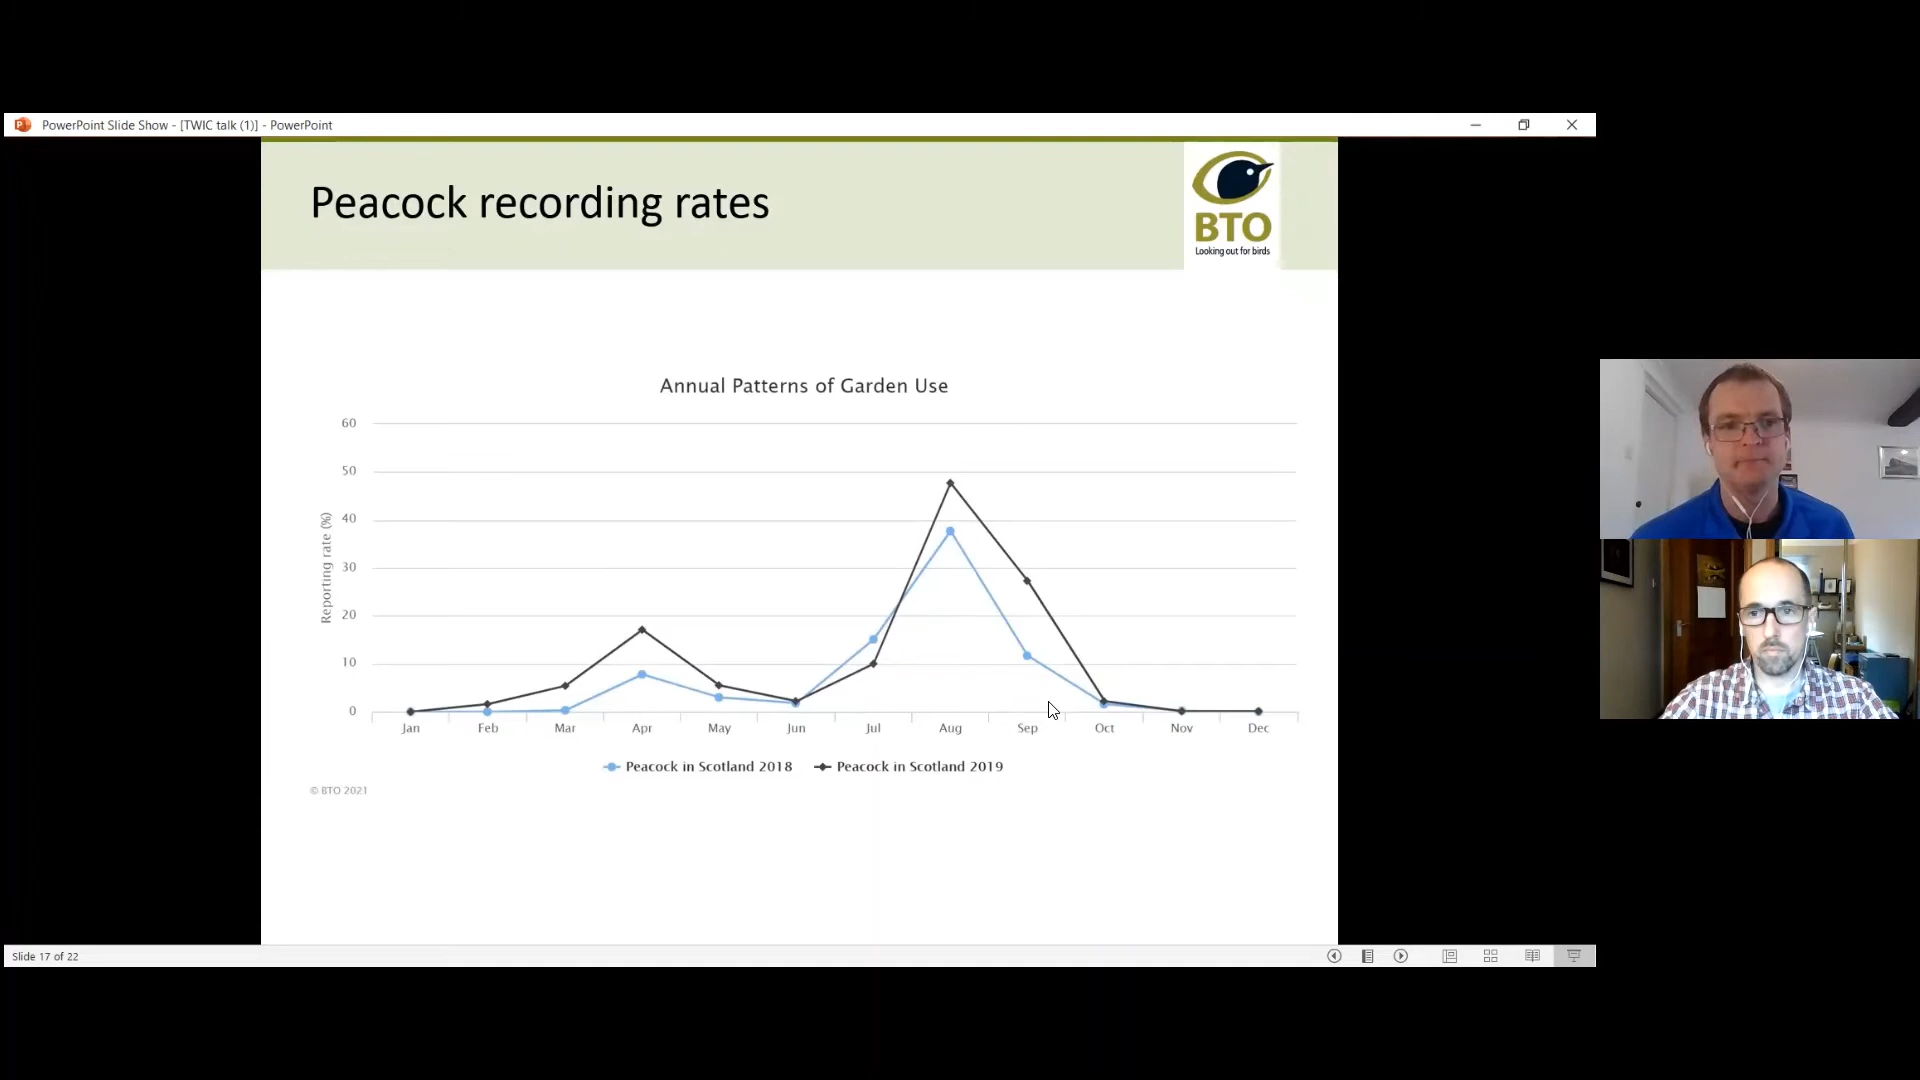 PowerPoint Slide Show - [TWIC talk (1)] - PowerPoint
Peacock recording rates
BTO
Looking out for birds
Annual Patterns of Garden Use
Reporting rate (%)
60
50
40
30
20
10
0
Jan Feb Mar Apr May Jun Jul Aug Sep Oct Nov Dec
Peacock in Scotland 2018 Peacock in Scotland 2019
© BTO 2021
Slide 17 of 22